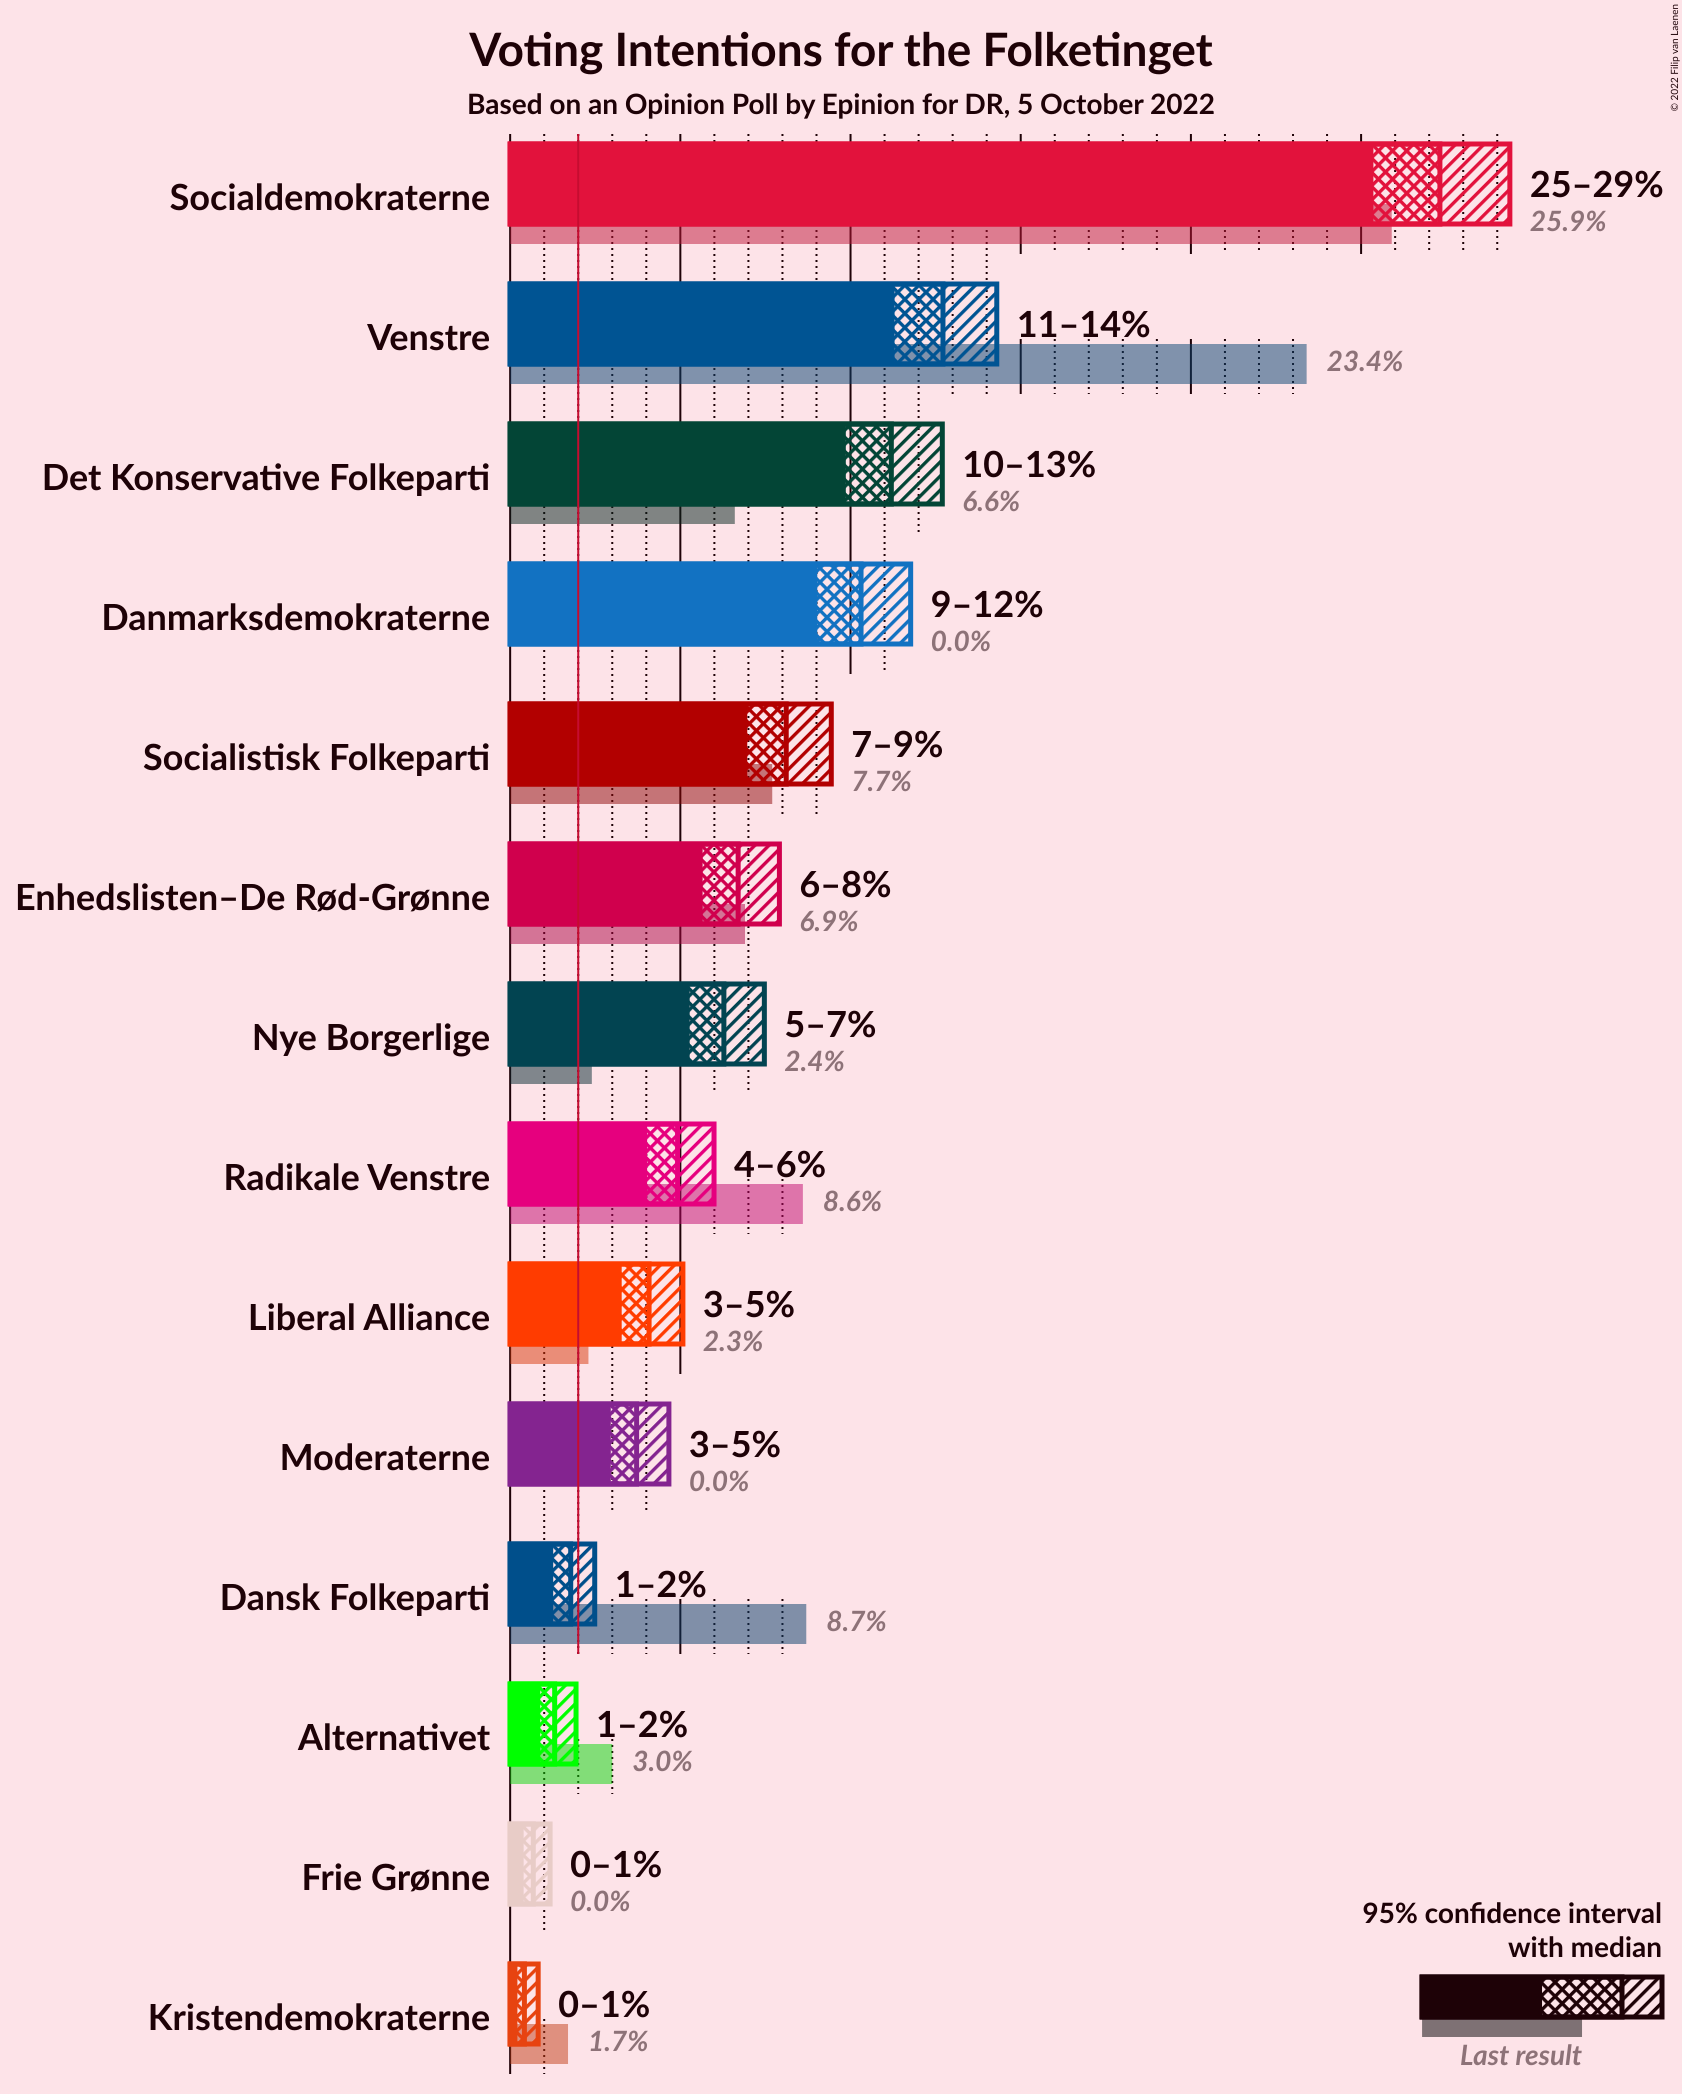 Voting Intentions for the Folketinget
Based on an Opinion Poll by Epinion for DR, 5 October 2022
© 2022 Filip van Laenen
Socialdemokraterne
25–29%
25.9%
Venstre
11–14%
23.4%
Det Konservative Folkeparti
10–13%
6.6%
Danmarksdemokraterne
9–12%
0.0%
Socialistisk Folkeparti
7–9%
7.7%
Enhedslisten–De Rød-Grønne
6–8%
6.9%
Nye Borgerlige
5–7%
2.4%
Radikale Venstre
4–6%
8.6%
Liberal Alliance
3–5%
2.3%
Moderaterne
3–5%
0.0%
Dansk Folkeparti
1–2%
8.7%
Alternativet
1–2%
3.0%
Frie Grønne
0–1%
0.0%
Kristendemokraterne
0–1%
1.7%
95% confidence interval
with median
Last result